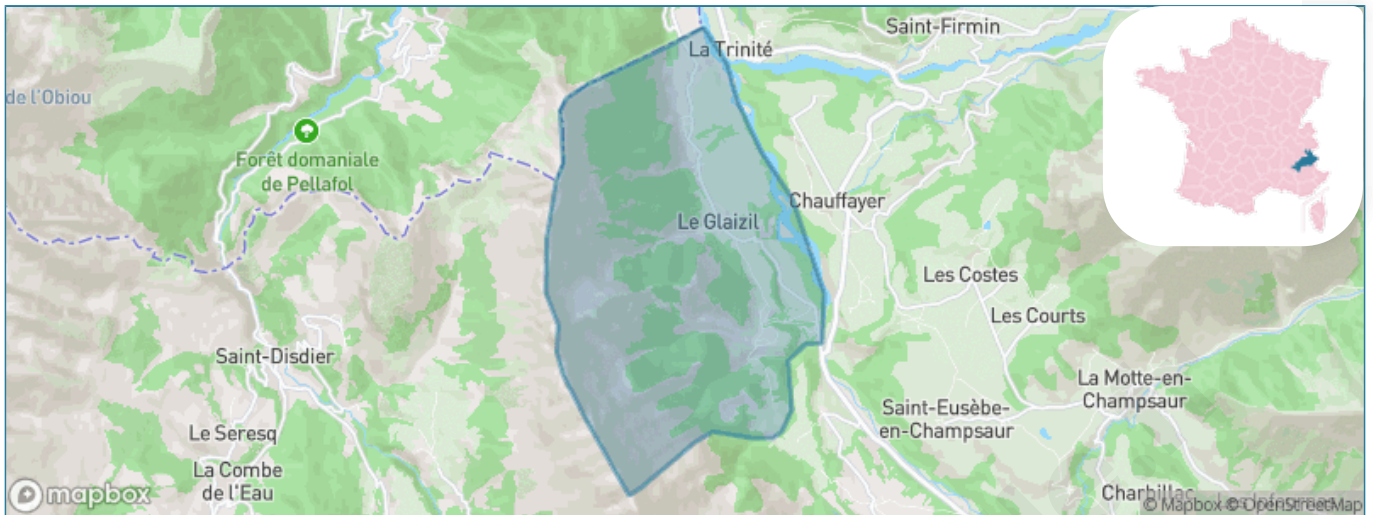 Saint-Firmin
La Trinité
de l'Obiou
Forêt domaniale
de Pellafol
Chauffayer
Le Glaizil
Les Costes
Les Courts
Saint-Disdier
La Motte-en-
Champsaur
Saint-Eusèbe-
en-Champsaur
Le Seresq
La Combe
de l'Eau
Charbillac
mapbox
© Mapbox © OpenStreetMap